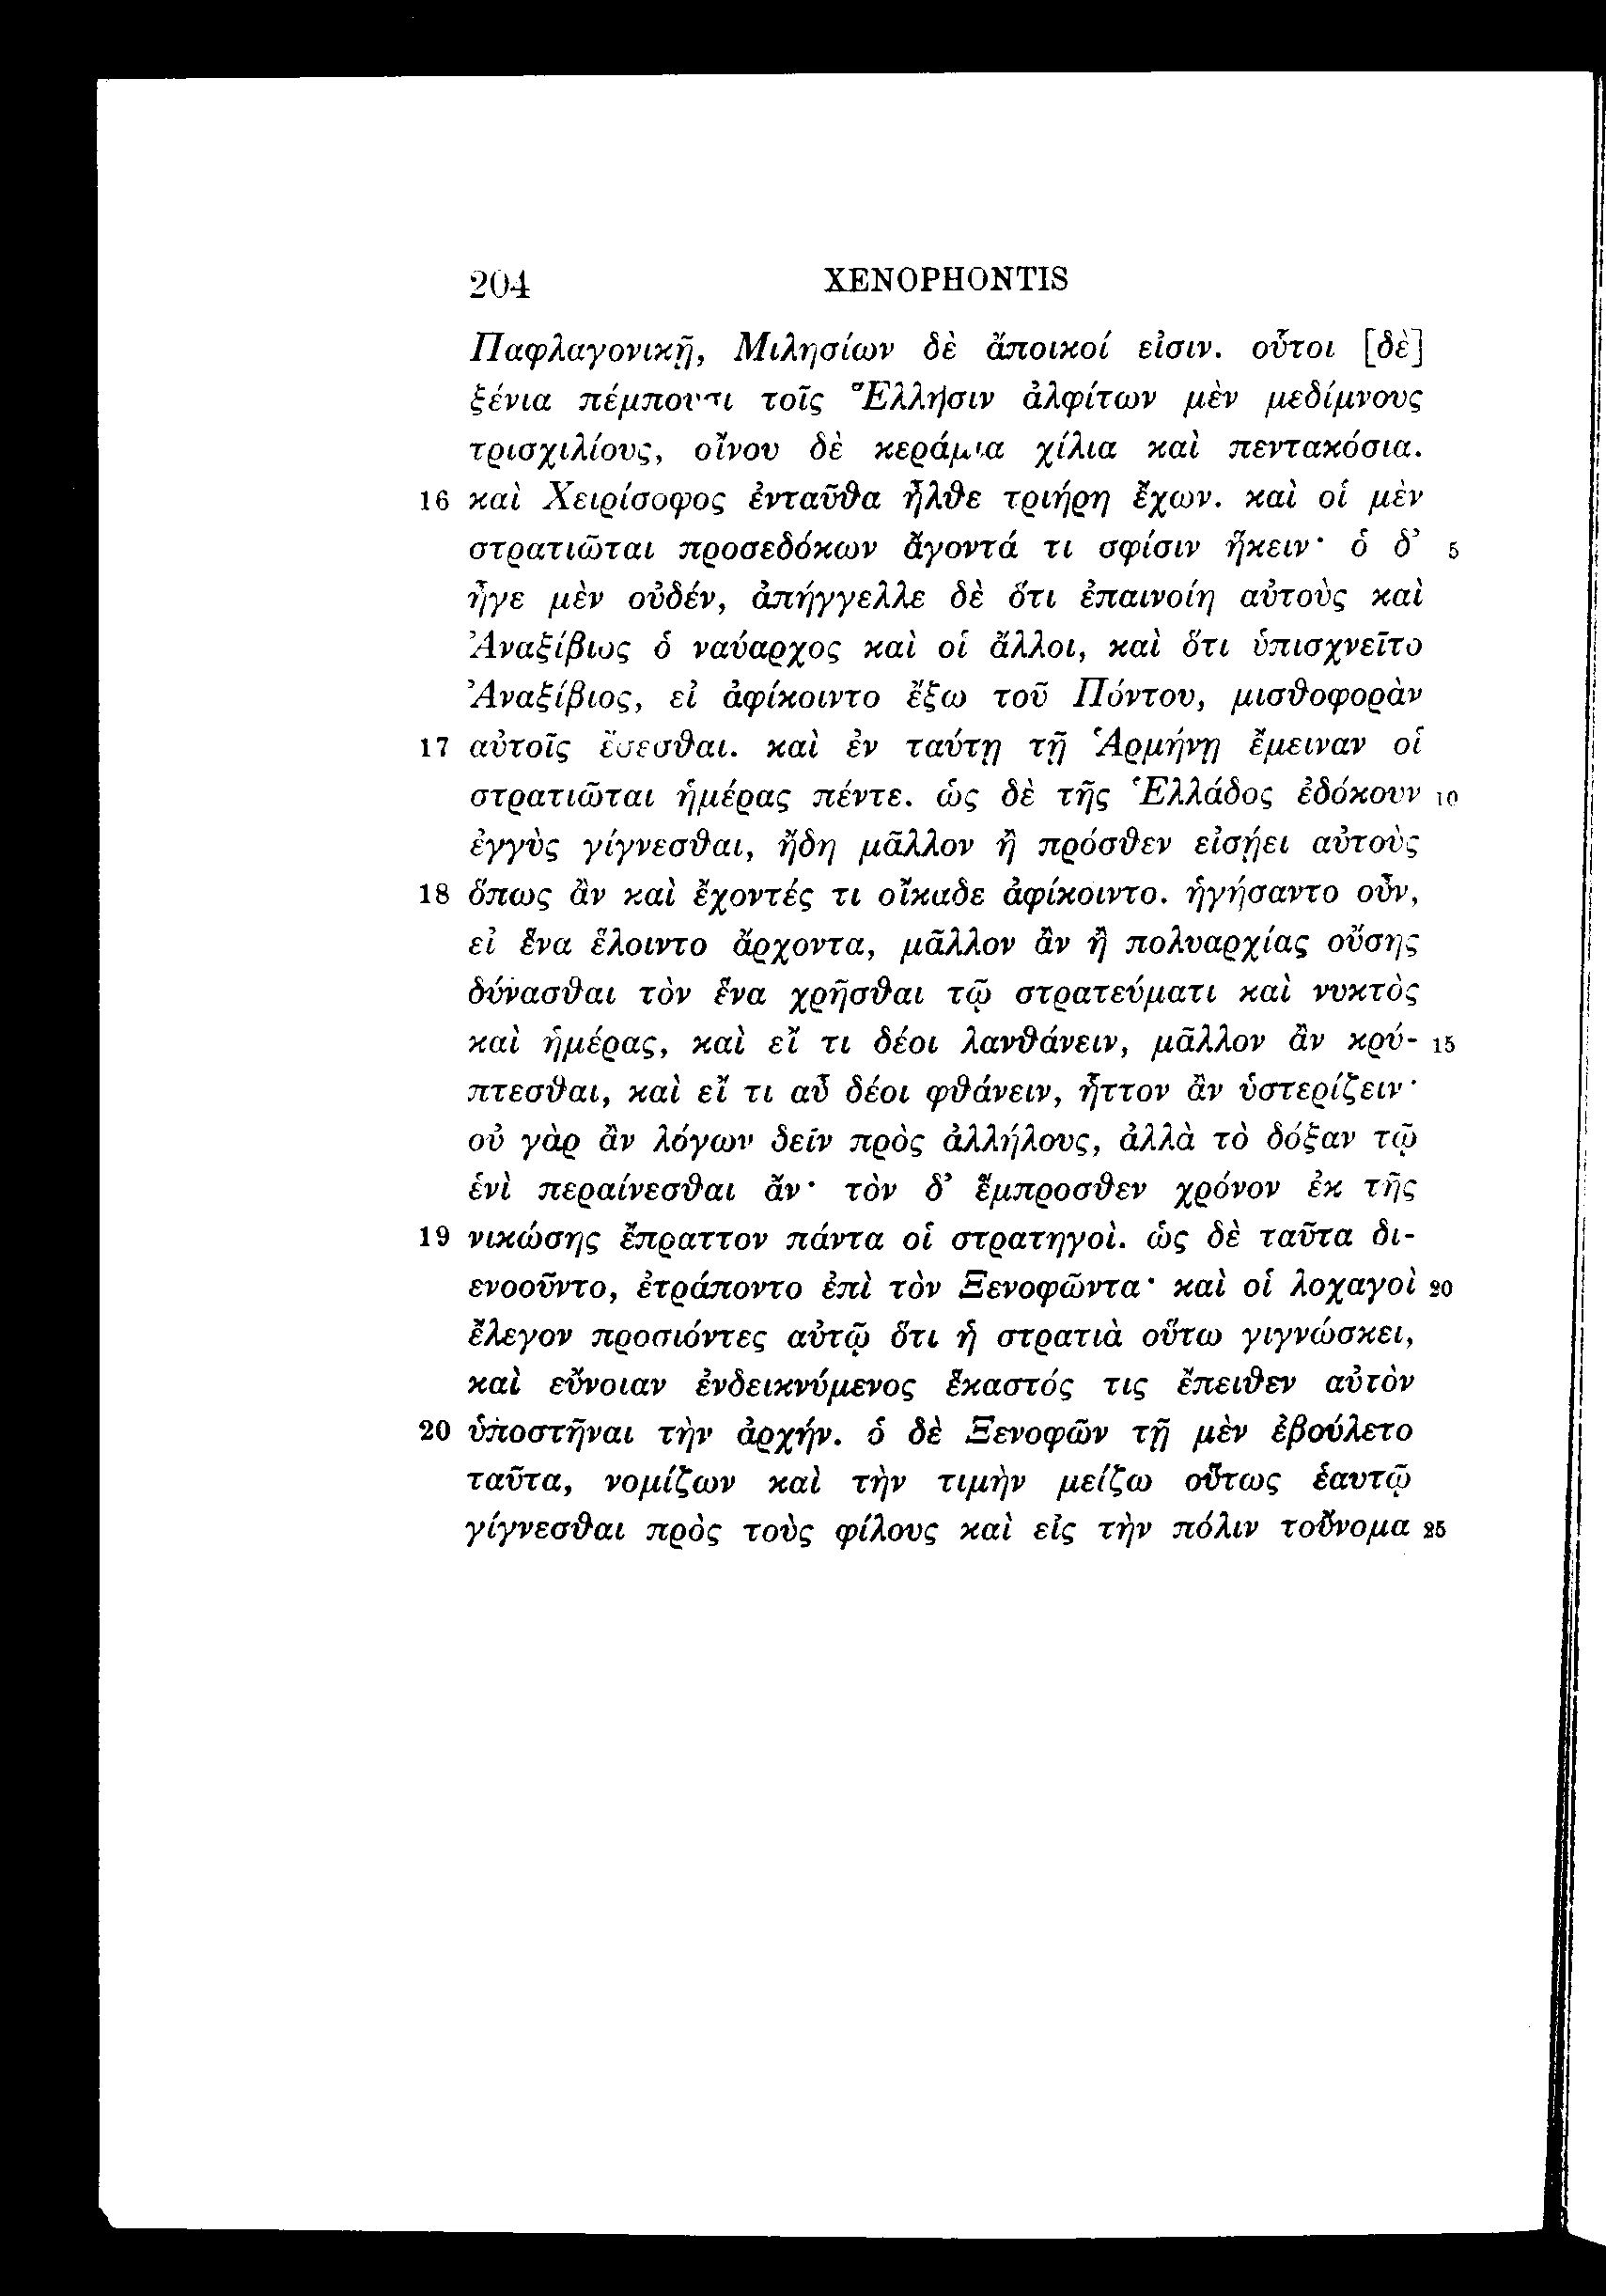 204 XENOPHONTIS
Παφλαγονικῇ, Μιλησίων δὲ ἄποικοί εἰσιν. οὗτοι [δὲ]
ξένια πέμπουσι τοῖς Ἕλλησιν ἀλφίτων μὲν μεδίμνους
τρισχιλίους, οἴνου δὲ κεράμια χίλια καὶ πεντακόσια.
16 καὶ Χειρίσοφος ἐνταῦθα ἦλθε τριήρη ἔχων. καὶ οἱ μὲν
στρατιῶται προσεδόκων ἄγοντά τι σφίσιν ἥκειν· ὁ δ’ 5
ἦγε μὲν οὐδέν, ἀπήγγελλε δὲ ὅτι ἐπαινοίη αὐτοὺς καὶ
Ἀναξίβιος ὁ ναύαρχος καὶ οἱ ἄλλοι, καὶ ὅτι ὑπισχνεῖτο
Ἀναξίβιος, εἰ ἀφίκοιντο ἔξω τοῦ Πόντου, μισθοφορὰν
17 αὐτοῖς ἔσεσθαι. καὶ ἐν ταύτῃ τῇ Ἁρμήνῃ ἔμειναν οἱ
στρατιῶται ἡμέρας πέντε. ὡς δὲ τῆς Ἑλλάδος ἐδόκουν 10
ἐγγὺς γίγνεσθαι, ἤδη μᾶλλον ἢ πρόσθεν εἰσῄει αὐτοὺς
18 ὅπως ἂν καὶ ἔχοντές τι οἴκαδε ἀφίκοιντο. ἡγήσαντο οὖν,
εἰ ἕνα ἕλοιντο ἄρχοντα, μᾶλλον ἂν ἢ πολυαρχίας οὔσης
δύνασθαι τὸν ἕνα χρῆσθαι τῷ στρατεύματι καὶ νυκτὸς
καὶ ἡμέρας, καὶ εἴ τι δέοι λανθάνειν, μᾶλλον ἂν κρύ- 15
πτεσθαι, καὶ εἴ τι αὖ δέοι φθάνειν, ἧττον ἂν ὑστερίζειν·
οὐ γὰρ ἂν λόγων δεῖν πρὸς ἀλλήλους, ἀλλὰ τὸ δόξαν τῷ
ἑνὶ περαίνεσθαι ἄν· τὸν δ’ ἔμπροσθεν χρόνον ἐκ τῆς
19 νικώσης ἔπραττον πάντα οἱ στρατηγοὶ. ὡς δὲ ταῦτα δι-
ενοοῦντο, ἐτράποντο ἐπὶ τὸν Ξενοφῶντα· καὶ οἱ λοχαγοὶ 20
ἔλεγον προσιόντες αὐτῷ ὅτι ἡ στρατιὰ οὕτω γιγνώσκει,
καὶ εὔνοιαν ἐνδεικνύμενος ἕκαστός τις ἔπειθεν αὐτὸν
20 ὑποστῆναι τὴν ἀρχήν. ὁ δὲ Ξενοφῶν τῇ μὲν ἐβούλετο
ταῦτα, νομίζων καὶ τὴν τιμὴν μείζω οὕτως ἑαυτῷ
γίγνεσθαι πρὸς τοὺς φίλους καὶ εἰς τὴν πόλιν τοὔνομα 25